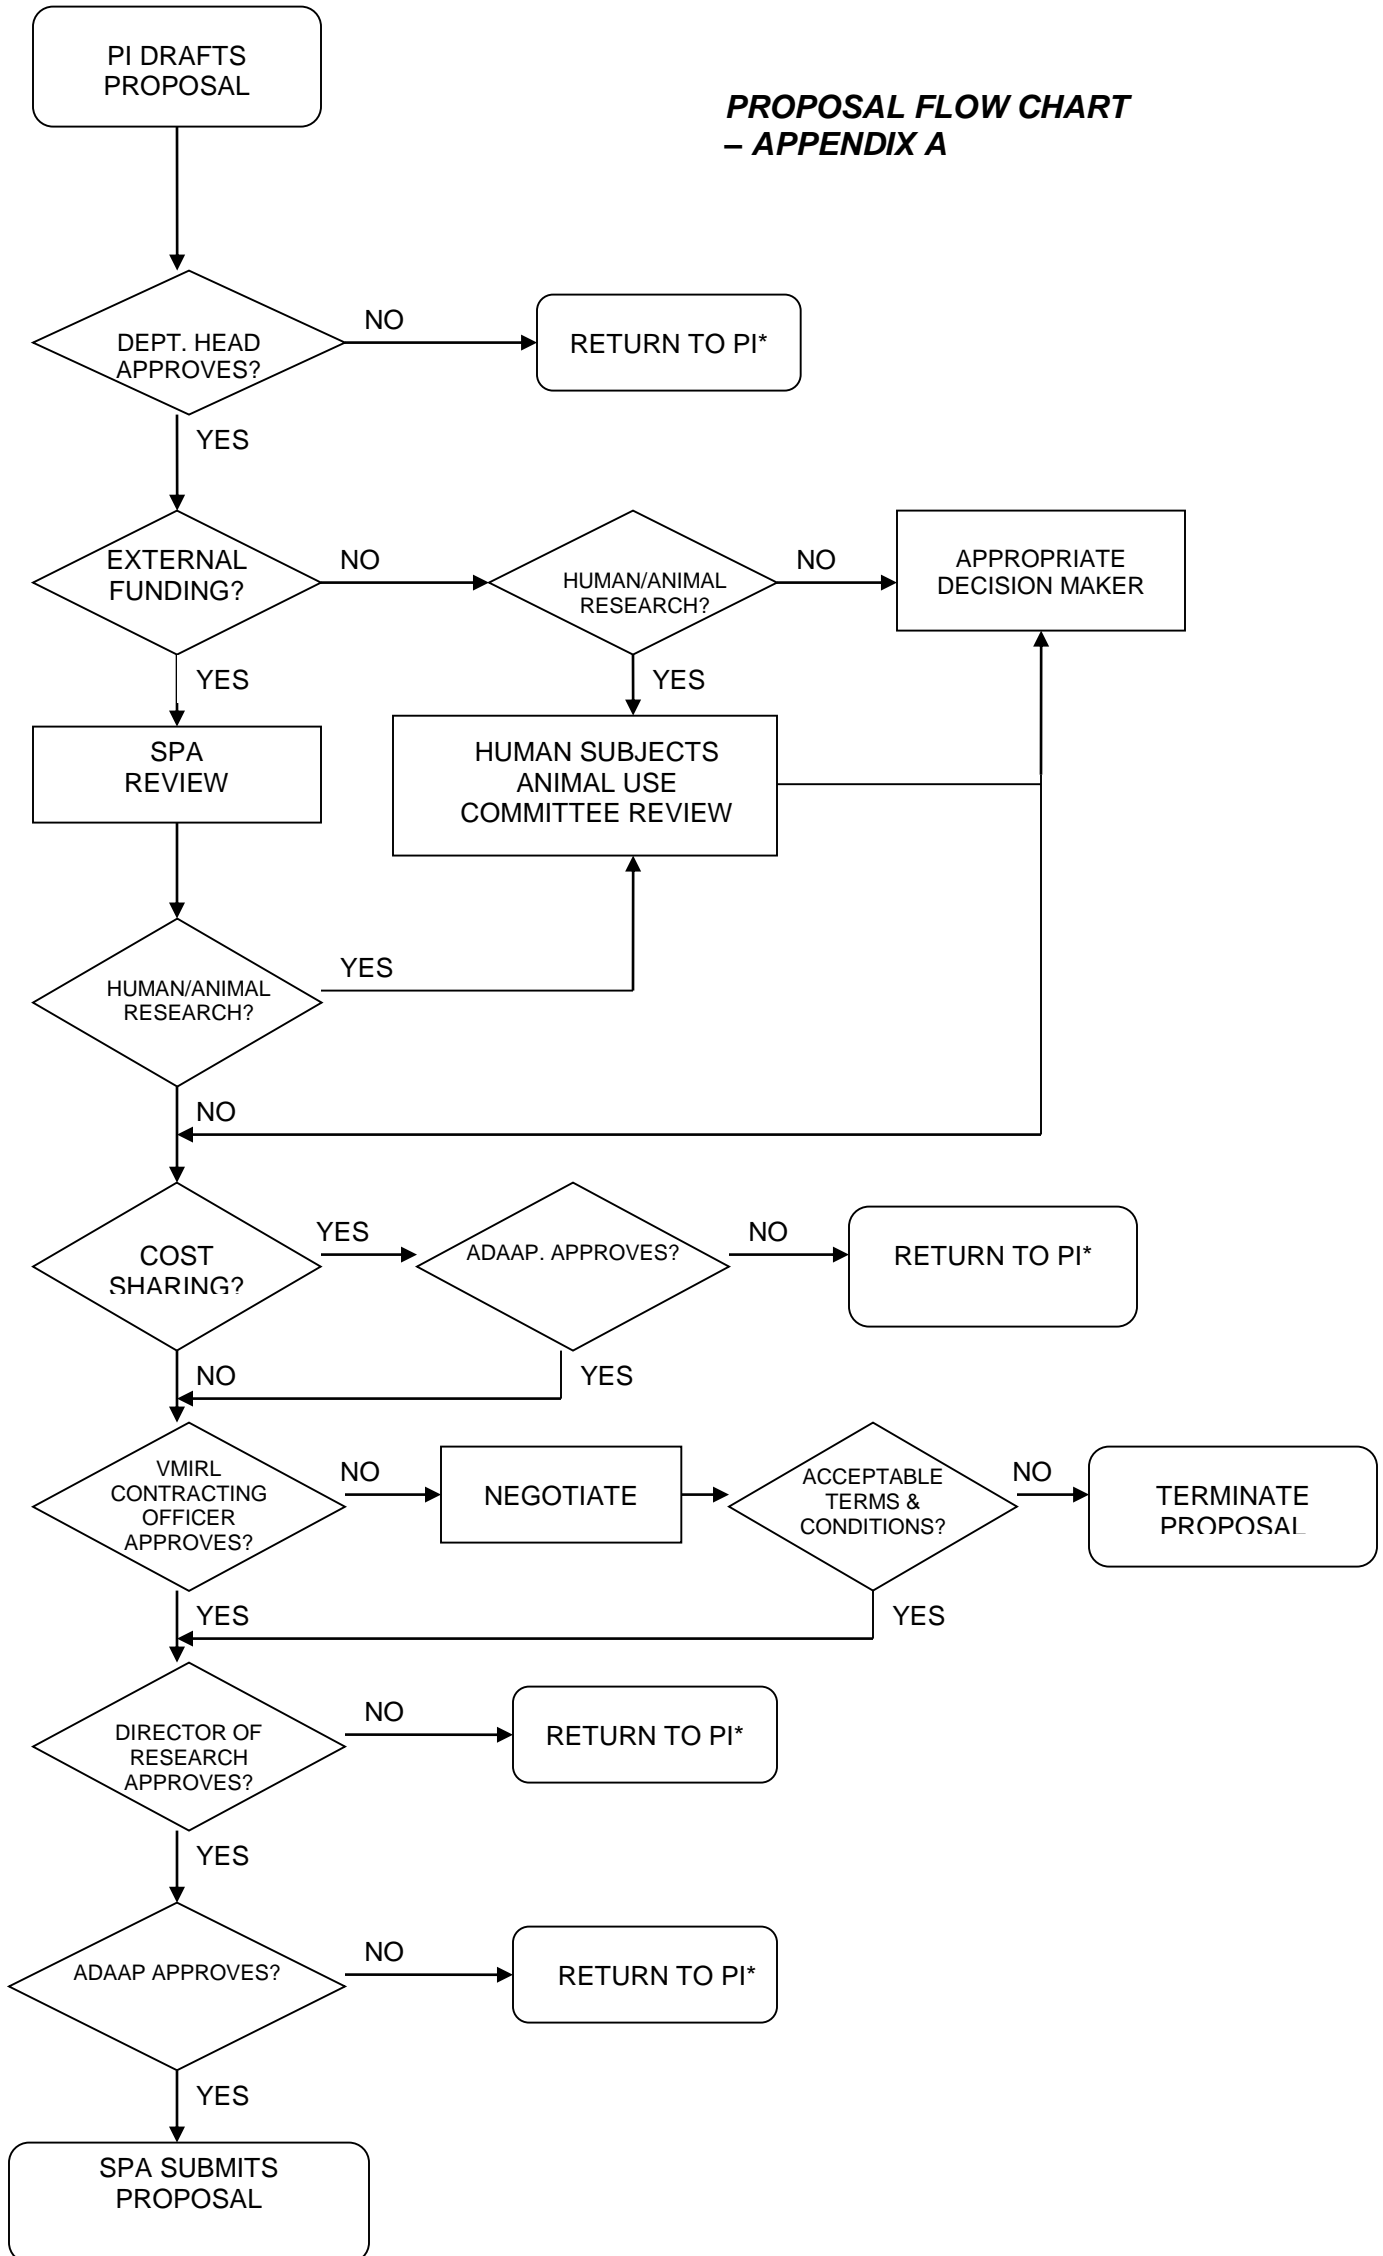 PI DRAFTS
PROPOSAL
PROPOSAL FLOW CHART
– APPENDIX A
DEPT. HEAD
APPROVES?
NO
RETURN TO PI*
YES
EXTERNAL
FUNDING?
NO
HUMAN/ANIMAL
RESEARCH?
NO
APPROPRIATE
DECISION MAKER
YES
YES
SPA
REVIEW
HUMAN SUBJECTS
ANIMAL USE
COMMITTEE REVIEW
HUMAN/ANIMAL
RESEARCH?
YES
NO
COST
SHARING?
YES
ADAAP. APPROVES?
NO
RETURN TO PI*
NO
YES
VMIRL
CONTRACTING
OFFICER
APPROVES?
NO
NEGOTIATE
ACCEPTABLE
TERMS &
CONDITIONS?
NO
TERMINATE
PROPOSAL
YES
YES
DIRECTOR OF
RESEARCH
APPROVES?
NO
RETURN TO PI*
YES
ADAAP APPROVES?
NO
RETURN TO PI*
YES
SPA SUBMITS
PROPOSAL